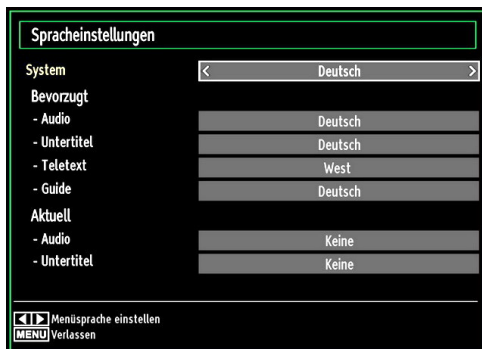 Spracheinstellungen
System < Deutsch >
Bevorzugt
- Audio Deutsch
- Untertitel Deutsch
- Teletext West
- Guide Deutsch
Aktuell
- Audio Keine
- Untertitel Keine
Menüsprache einstellen
MENU Verlassen